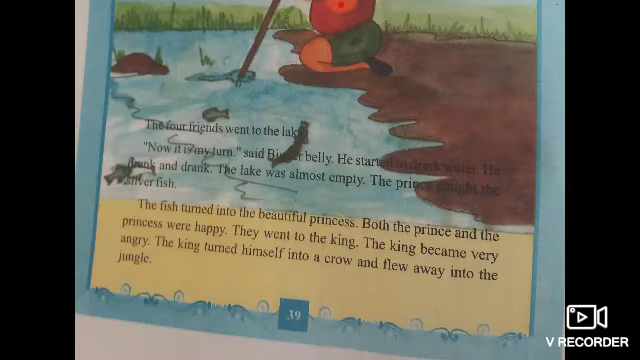 The four friends went to the lake.
"Now it is my turn." said Bigger belly. He started to drink water. He
drank and drank. The lake was almost empty. The prince caught the
silver fish.
The fish turned into the beautiful princess. Both the prince and the
princess were happy. They went to the king. The king became very
angry. The king turned himself into a crow and flew away into the
jungle.
39
V RECORDER